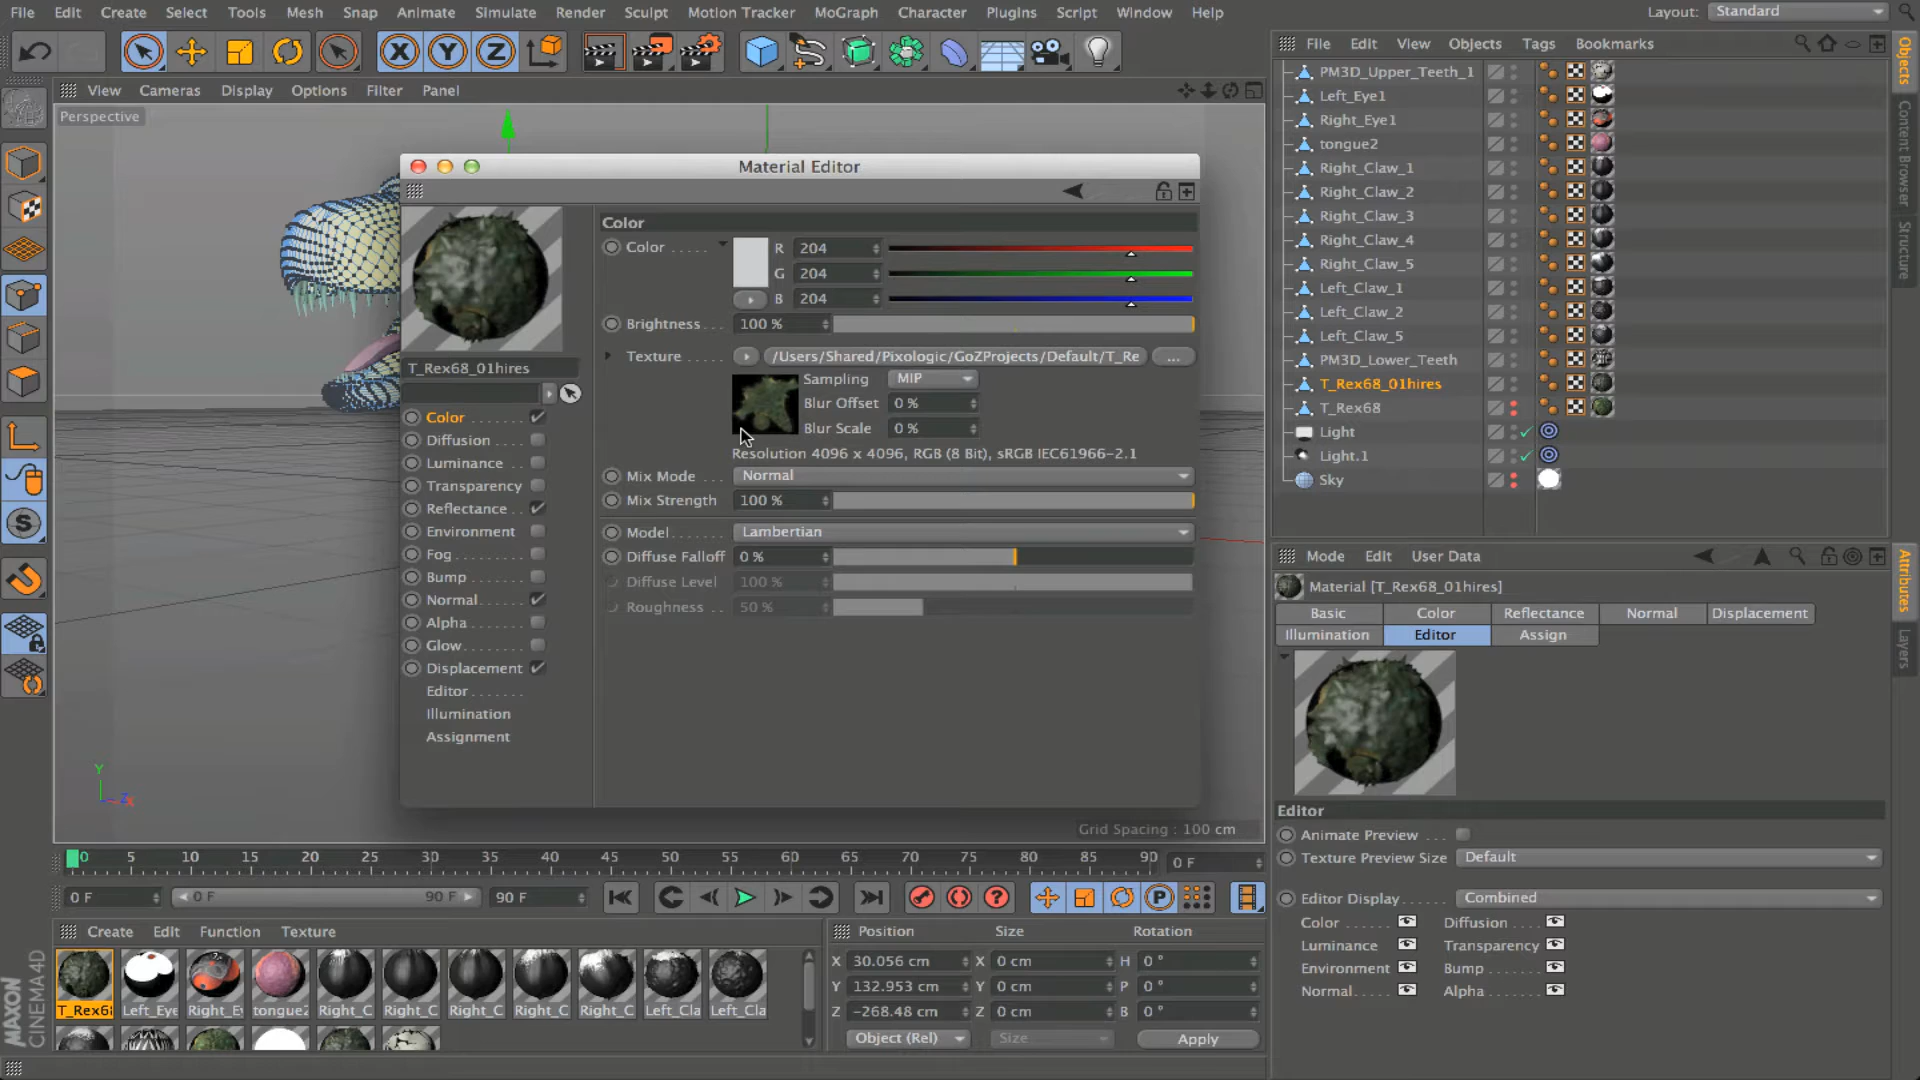 File Edit Create Select Tools Mesh Snap Animate Simulate Render Sculpt Motion Tracker MoGraph Character Plugins Script Window Help
Layout: Standard
File Edit View Objects Tags Bookmarks
View Cameras Display Options Filter Panel
Perspective
Material Editor
T_Rex68_01hires
Color
Diffusion
Luminance
Transparency
Reflectance
Environment
Fog
Bump
Normal
Alpha
Glow
Displacement
Editor
Illumination
Assignment
Color
Color R 204
G 204
B 204
Brightness 100 %
Texture /Users/Shared/Pixologic/GoZProjects/Default/T_Re ...
Sampling MIP
Blur Offset 0 %
Blur Scale 0 %
Resolution 4096 x 4096, RGB (8 Bit), sRGB IEC61966-2.1
Mix Mode Normal
Mix Strength 100 %
Model Lambertian
Diffuse Falloff 0 %
Diffuse Level 100 %
Roughness 50 %
Y
Z X
Grid Spacing : 100 cm
PM3D_Upper_Teeth_1
Left_Eye1
Right_Eye1
tongue2
Right_Claw_1
Right_Claw_2
Right_Claw_3
Right_Claw_4
Right_Claw_5
Left_Claw_1
Left_Claw_2
Left_Claw_5
PM3D_Lower_Teeth
T_Rex68_01hires
T_Rex68
Light
Light.1
Sky
Objects
Content Browser
Structure
Mode Edit User Data
Material [T_Rex68_01hires]
Basic Color Reflectance Normal Displacement
Illumination Editor Assign
Editor
Animate Preview
Texture Preview Size Default
Editor Display Combined
Color Diffusion
Luminance Transparency
Environment Bump
Normal Alpha
Attributes
Layers
0 5 10 15 20 25 30 35 40 45 50 55 60 65 70 75 80 85 90 0 F
0 F 0 F 90 F 90 F
Create Edit Function Texture
T_Rex6 Left_Eye Right_Ey tongue2 Right_C Right_C Right_C Right_C Right_C Left_Cla Left_Cla
Position Size Rotation
X 30.056 cm X 0 cm H 0 °
Y 132.953 cm Y 0 cm P 0 °
Z -268.48 cm Z 0 cm B 0 °
Object (Rel) Size Apply
MAXON
CINEMA4D